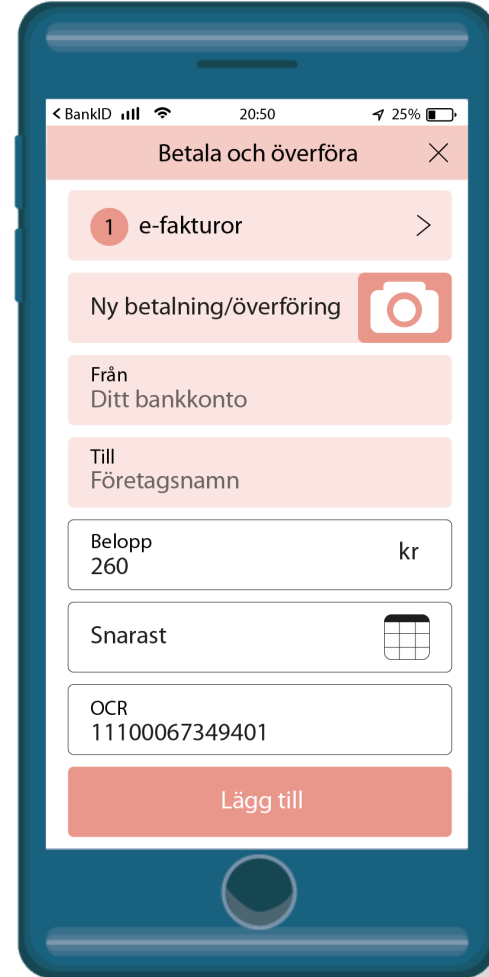 BankID 20:50 25%
Betala och överföra
1 e-fakturor
Ny betalning/överföring
Från
Ditt bankkonto
Till
Företagsnamn
Belopp
260 kr
Snarast
OCR
11100067349401
Lägg till